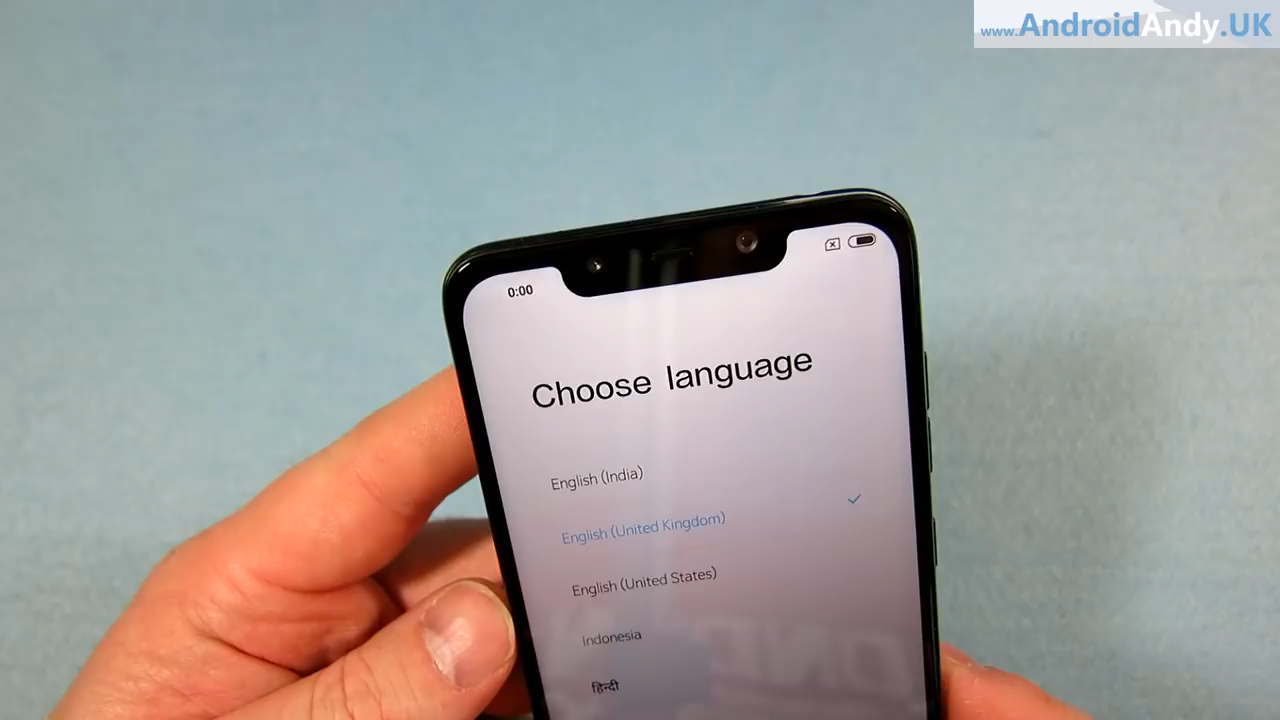 www.AndroidAndy.UK
0:00
Choose language
English (India)
English (United Kingdom)
English (United States)
Indonesia
हिन्दी